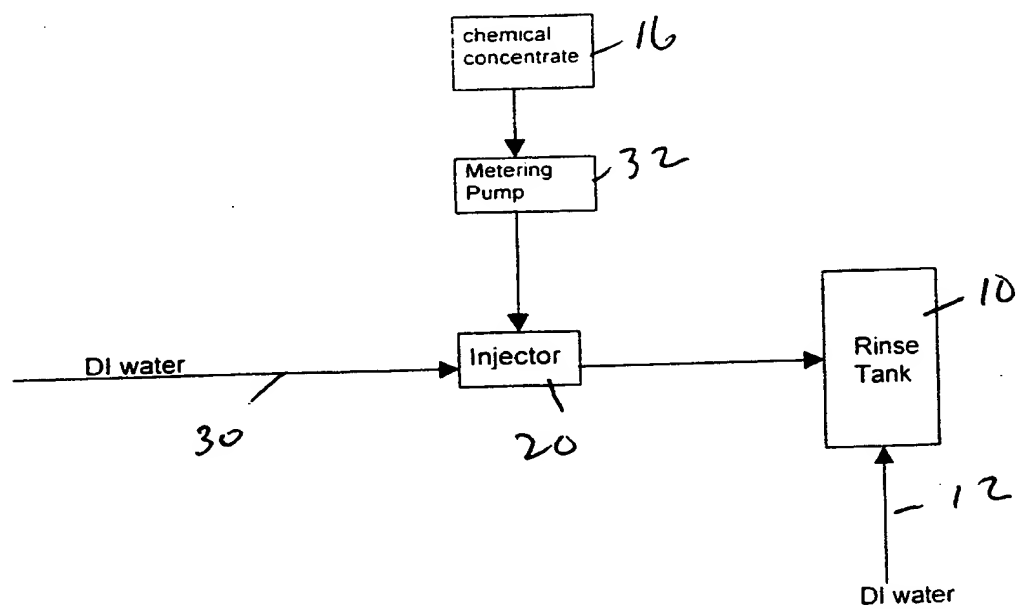 chemical
concentrate
16
Metering
Pump
32
Injector
20
DI water
30
Rinse
Tank
10
12
DI water